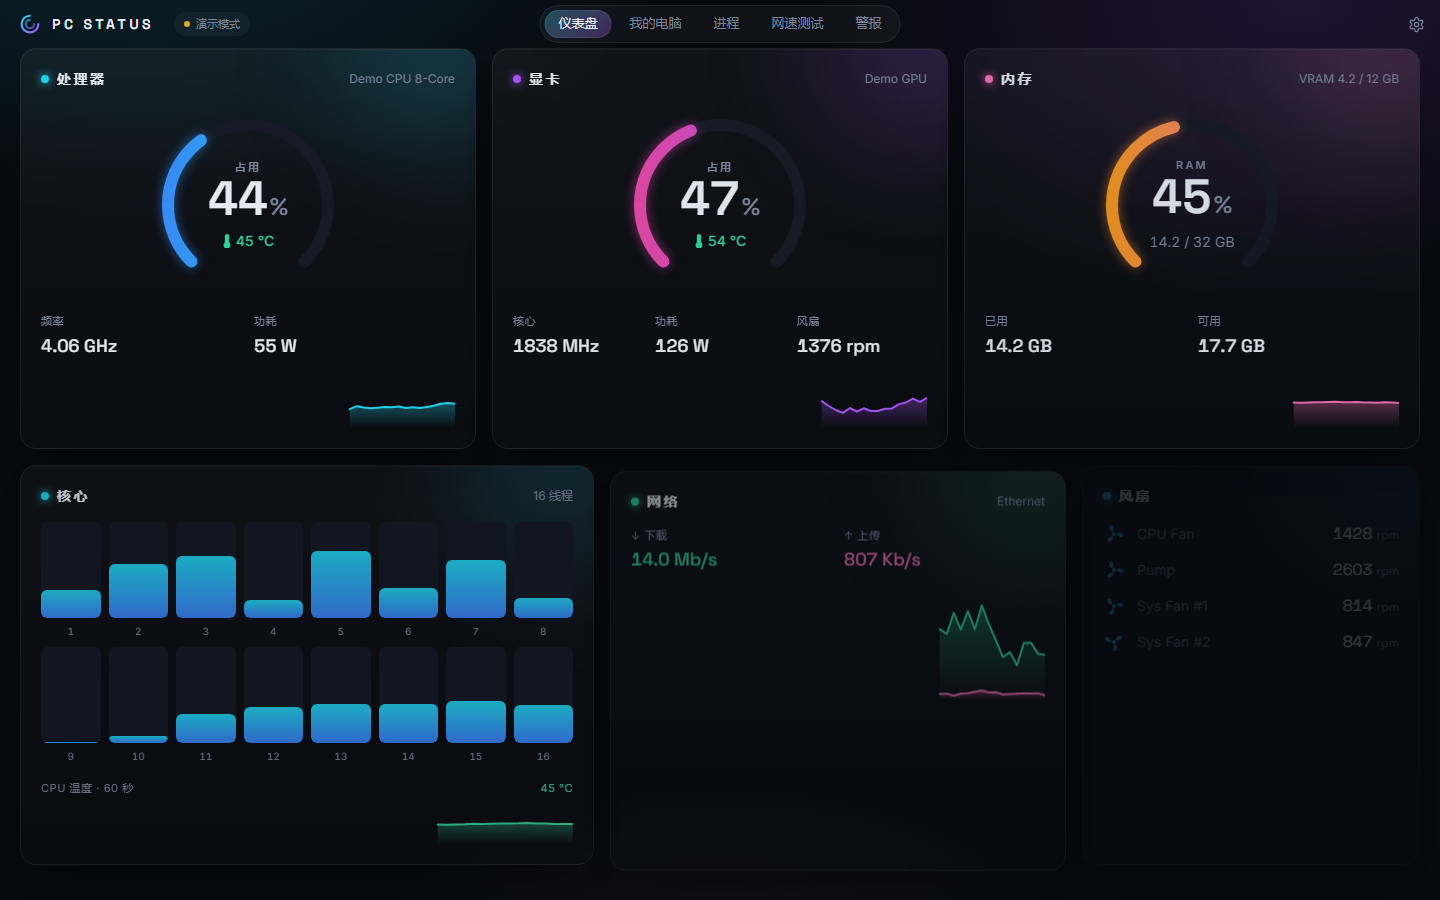 PC STATUS
演示模式
仪表盘
我的电脑
进程
网速测试
警报
处理器
Demo CPU 8-Core
占用
44%
45 °C
频率
功耗
4.06 GHz
55 W
显卡
Demo GPU
占用
47%
54 °C
核心
功耗
风扇
1838 MHz
126 W
1376 rpm
内存
VRAM 4.2 / 12 GB
RAM
45%
14.2 / 32 GB
已用
可用
14.2 GB
17.7 GB
核心
16 线程
1 2 3 4 5 6 7 8
9 10 11 12 13 14 15 16
CPU 温度 · 60 秒
45 °C
网络
Ethernet
↓ 下载
↑ 上传
14.0 Mb/s
807 Kb/s
风扇
CPU Fan 1428 rpm
Pump 2603 rpm
Sys Fan #1 814 rpm
Sys Fan #2 847 rpm